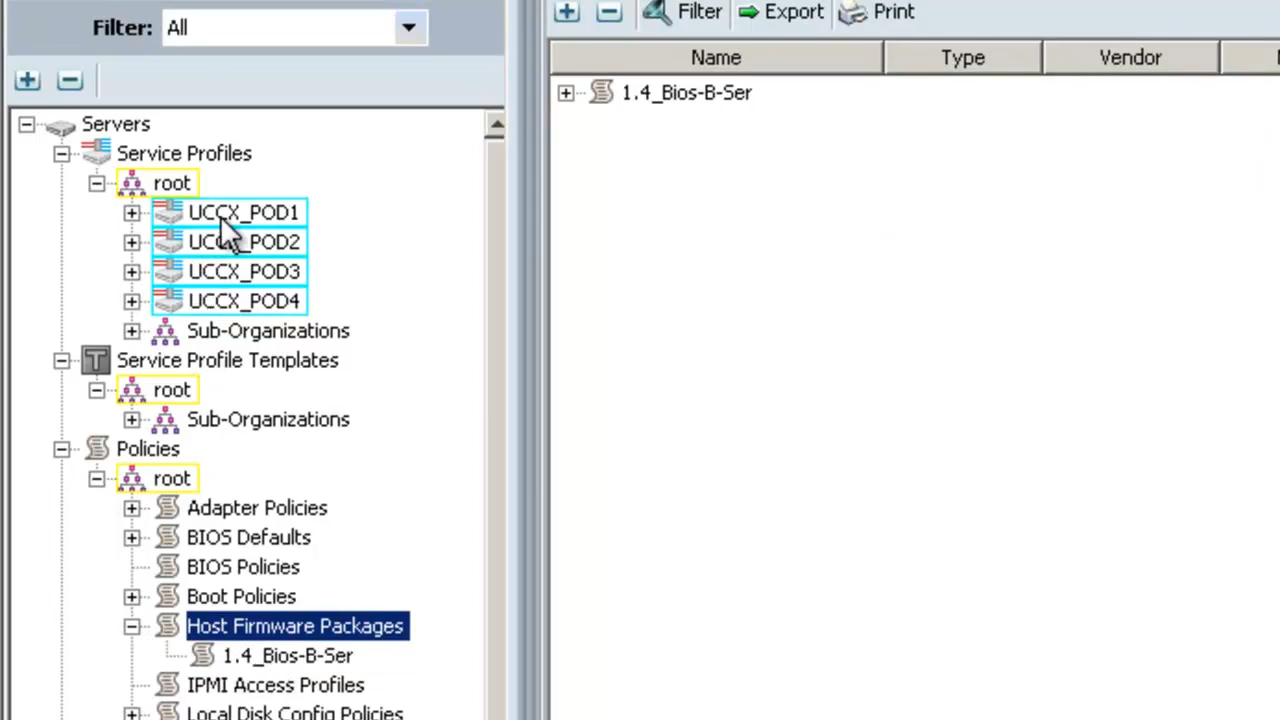 Filter: All
Filter Export Print
Name Type Vendor
1.4_Bios-B-Ser
Servers
Service Profiles
root
UCCX_POD1
UCCX_POD2
UCCX_POD3
UCCX_POD4
Sub-Organizations
T Service Profile Templates
root
Sub-Organizations
Policies
root
Adapter Policies
BIOS Defaults
BIOS Policies
Boot Policies
Host Firmware Packages
1.4_Bios-B-Ser
IPMI Access Profiles
Local Disk Config Policies